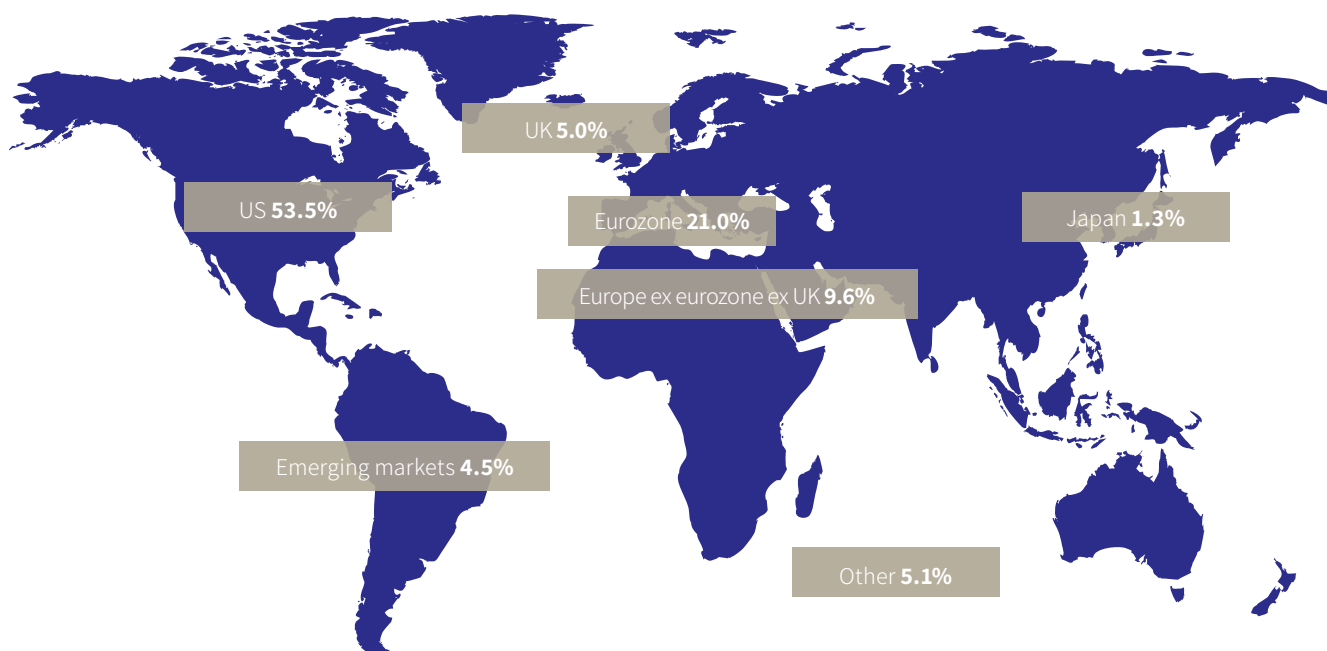 UK 5.0%
US 53.5%
Eurozone 21.0%
Japan 1.3%
Europe ex eurozone ex UK 9.6%
Emerging markets 4.5%
Other 5.1%